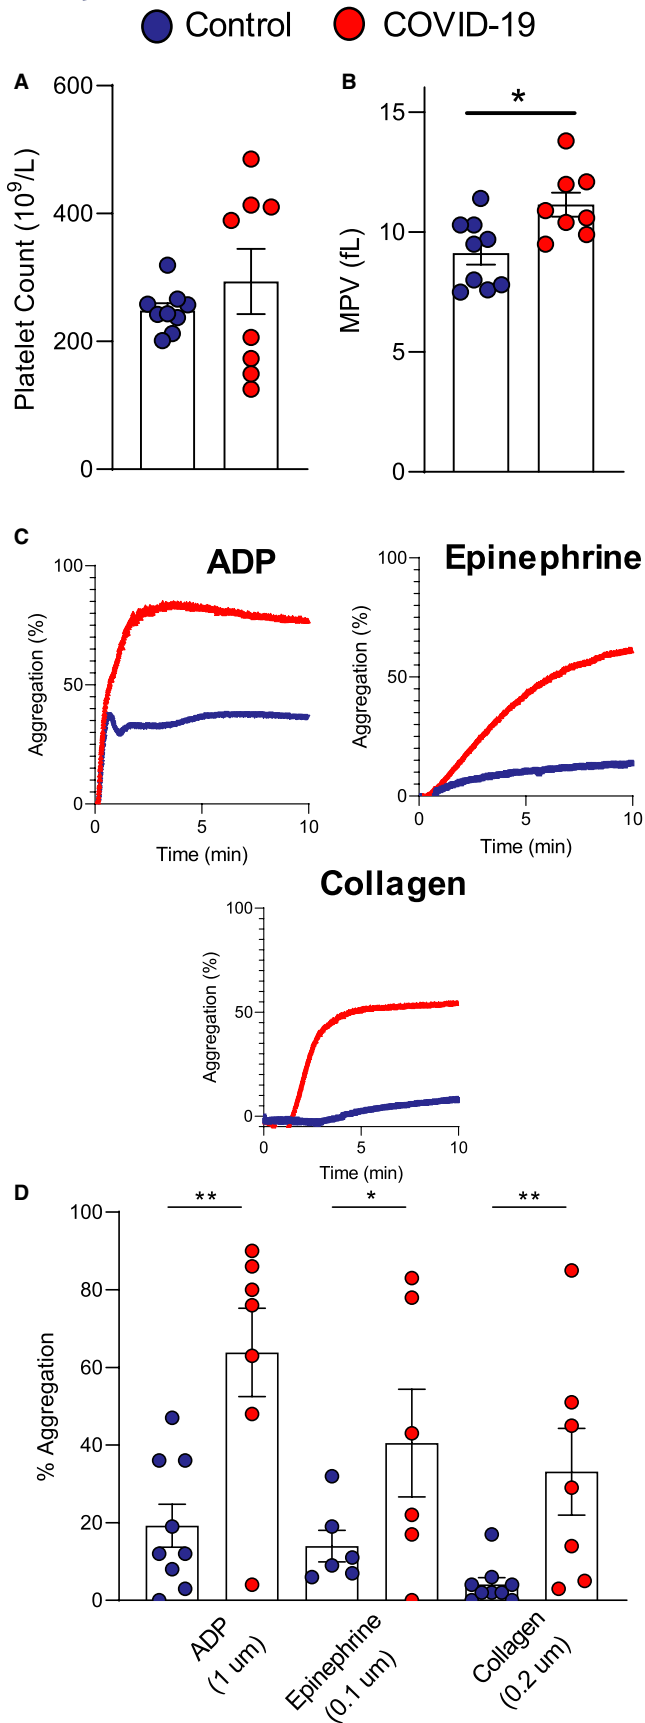 Control COVID-19
A
600
400
200
0
Platelet Count (10⁹/L)
B
*
15
10
5
0
MPV (fL)
C
ADP
100
50
0
Aggregation (%)
0 5 10
Time (min)
Epinephrine
100
50
0
Aggregation (%)
0 5 10
Time (min)
Collagen
100
50
0
Aggregation (%)
0 5 10
Time (min)
D
** * **
100
80
60
40
20
0
% Aggregation
ADP
(1 um)
Epinephrine
(0.1 um)
Collagen
(0.2 um)